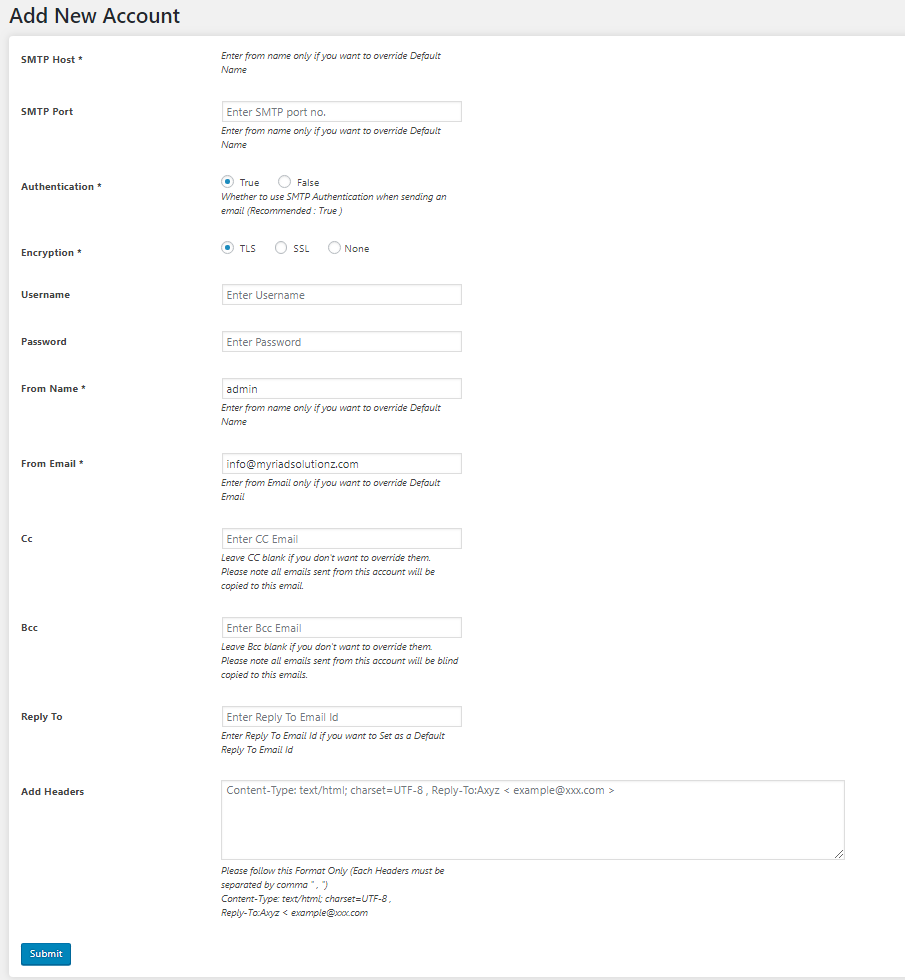 Add New Account
SMTP Host *
Enter from name only if you want to override Default
Name
SMTP Port
Enter SMTP port no.
Enter from name only if you want to override Default
Name
Authentication *
True False
Whether to use SMTP Authentication when sending an
email (Recommended : True )
Encryption *
TLS SSL None
Username
Enter Username
Password
Enter Password
From Name *
admin
Enter from name only if you want to override Default
Name
From Email *
info@myriadsolutionz.com
Enter from Email only if you want to override Default
Email
Cc
Enter CC Email
Leave CC blank if you don't want to override them.
Please note all emails sent from this account will be
copied to this email.
Bcc
Enter Bcc Email
Leave Bcc blank if you don't want to override them.
Please note all emails sent from this account will be blind
copied to this emails.
Reply To
Enter Reply To Email Id
Enter Reply To Email Id if you want to Set as a Default
Reply To Email Id
Add Headers
Content-Type: text/html; charset=UTF-8 , Reply-To:Axyz < example@xxx.com >
Please follow this Format Only (Each Headers must be
separated by comma " , ")
Content-Type: text/html; charset=UTF-8 ,
Reply-To:Axyz < example@xxx.com
Submit